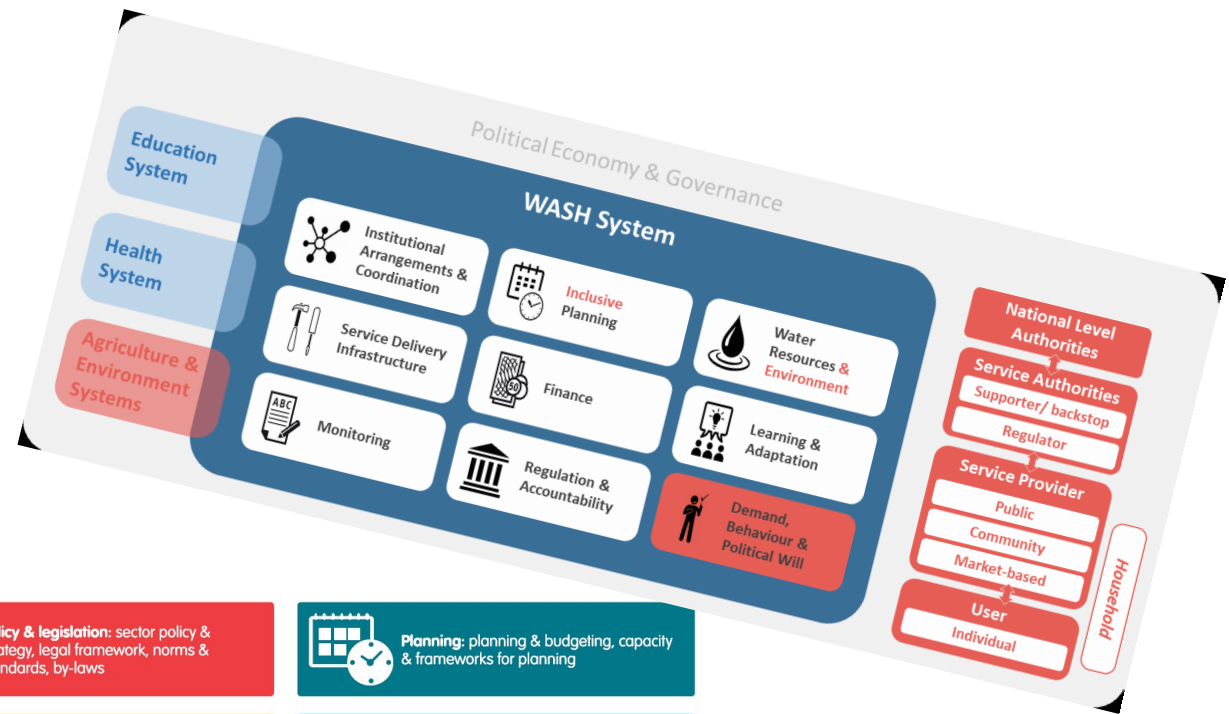 Political Economy & Governance
Education
System
Health
System
Agriculture &
Environment
Systems
WASH System
Institutional
Arrangements &
Coordination
Inclusive
Planning
Water
Resources &
Environment
Service Delivery
Infrastructure
Finance
Learning &
Adaptation
ABC
Monitoring
50
Regulation &
Accountability
Demand,
Behaviour &
Political Will
National Level
Authorities
Service Authorities
Supporter/ backstop
Regulator
Service Provider
Public
Community
Market-based
User
Individual
Household
licy & legislation: sector policy &
ategy, legal framework, norms &
ndards, by-laws
Planning: planning & budgeting, capacity
& frameworks for planning